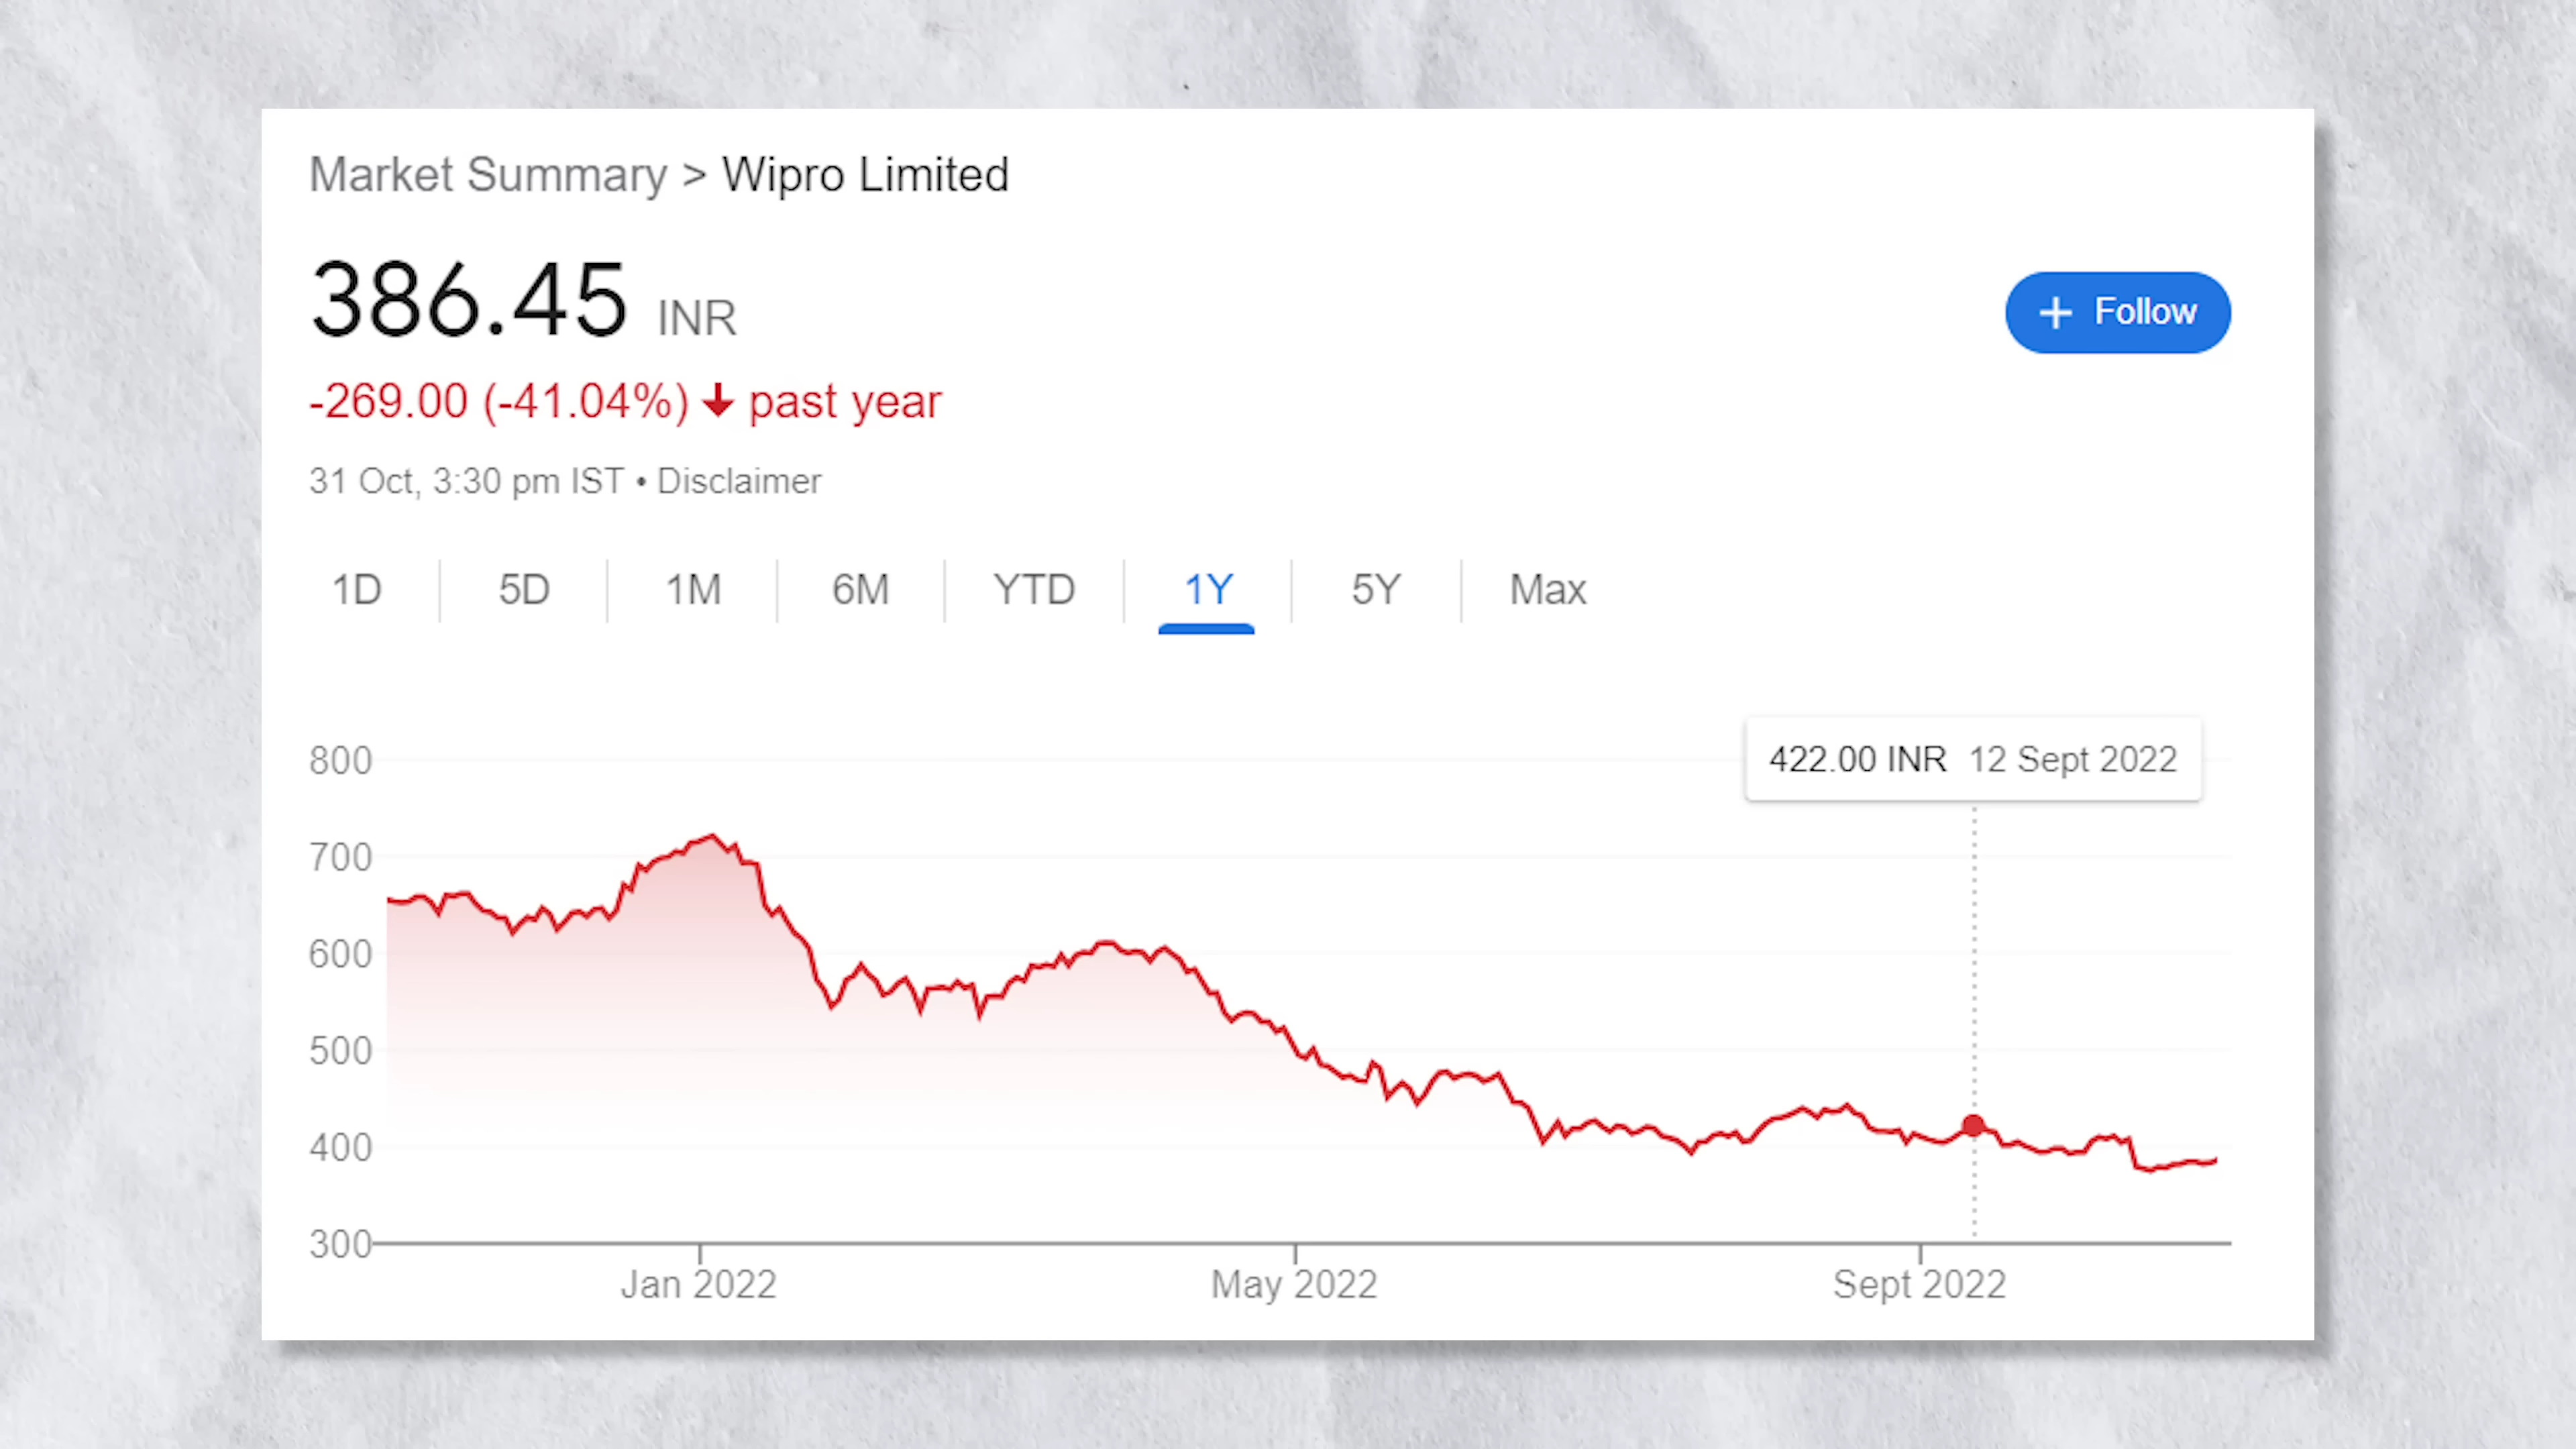 Market Summary > Wipro Limited
386.45 INR
+ Follow
-269.00 (-41.04%) ↓ past year
31 Oct, 3:30 pm IST • Disclaimer
1D 5D 1M 6M YTD 1Y 5Y Max
422.00 INR 12 Sept 2022
800
700
600
500
400
300
Jan 2022 May 2022 Sept 2022